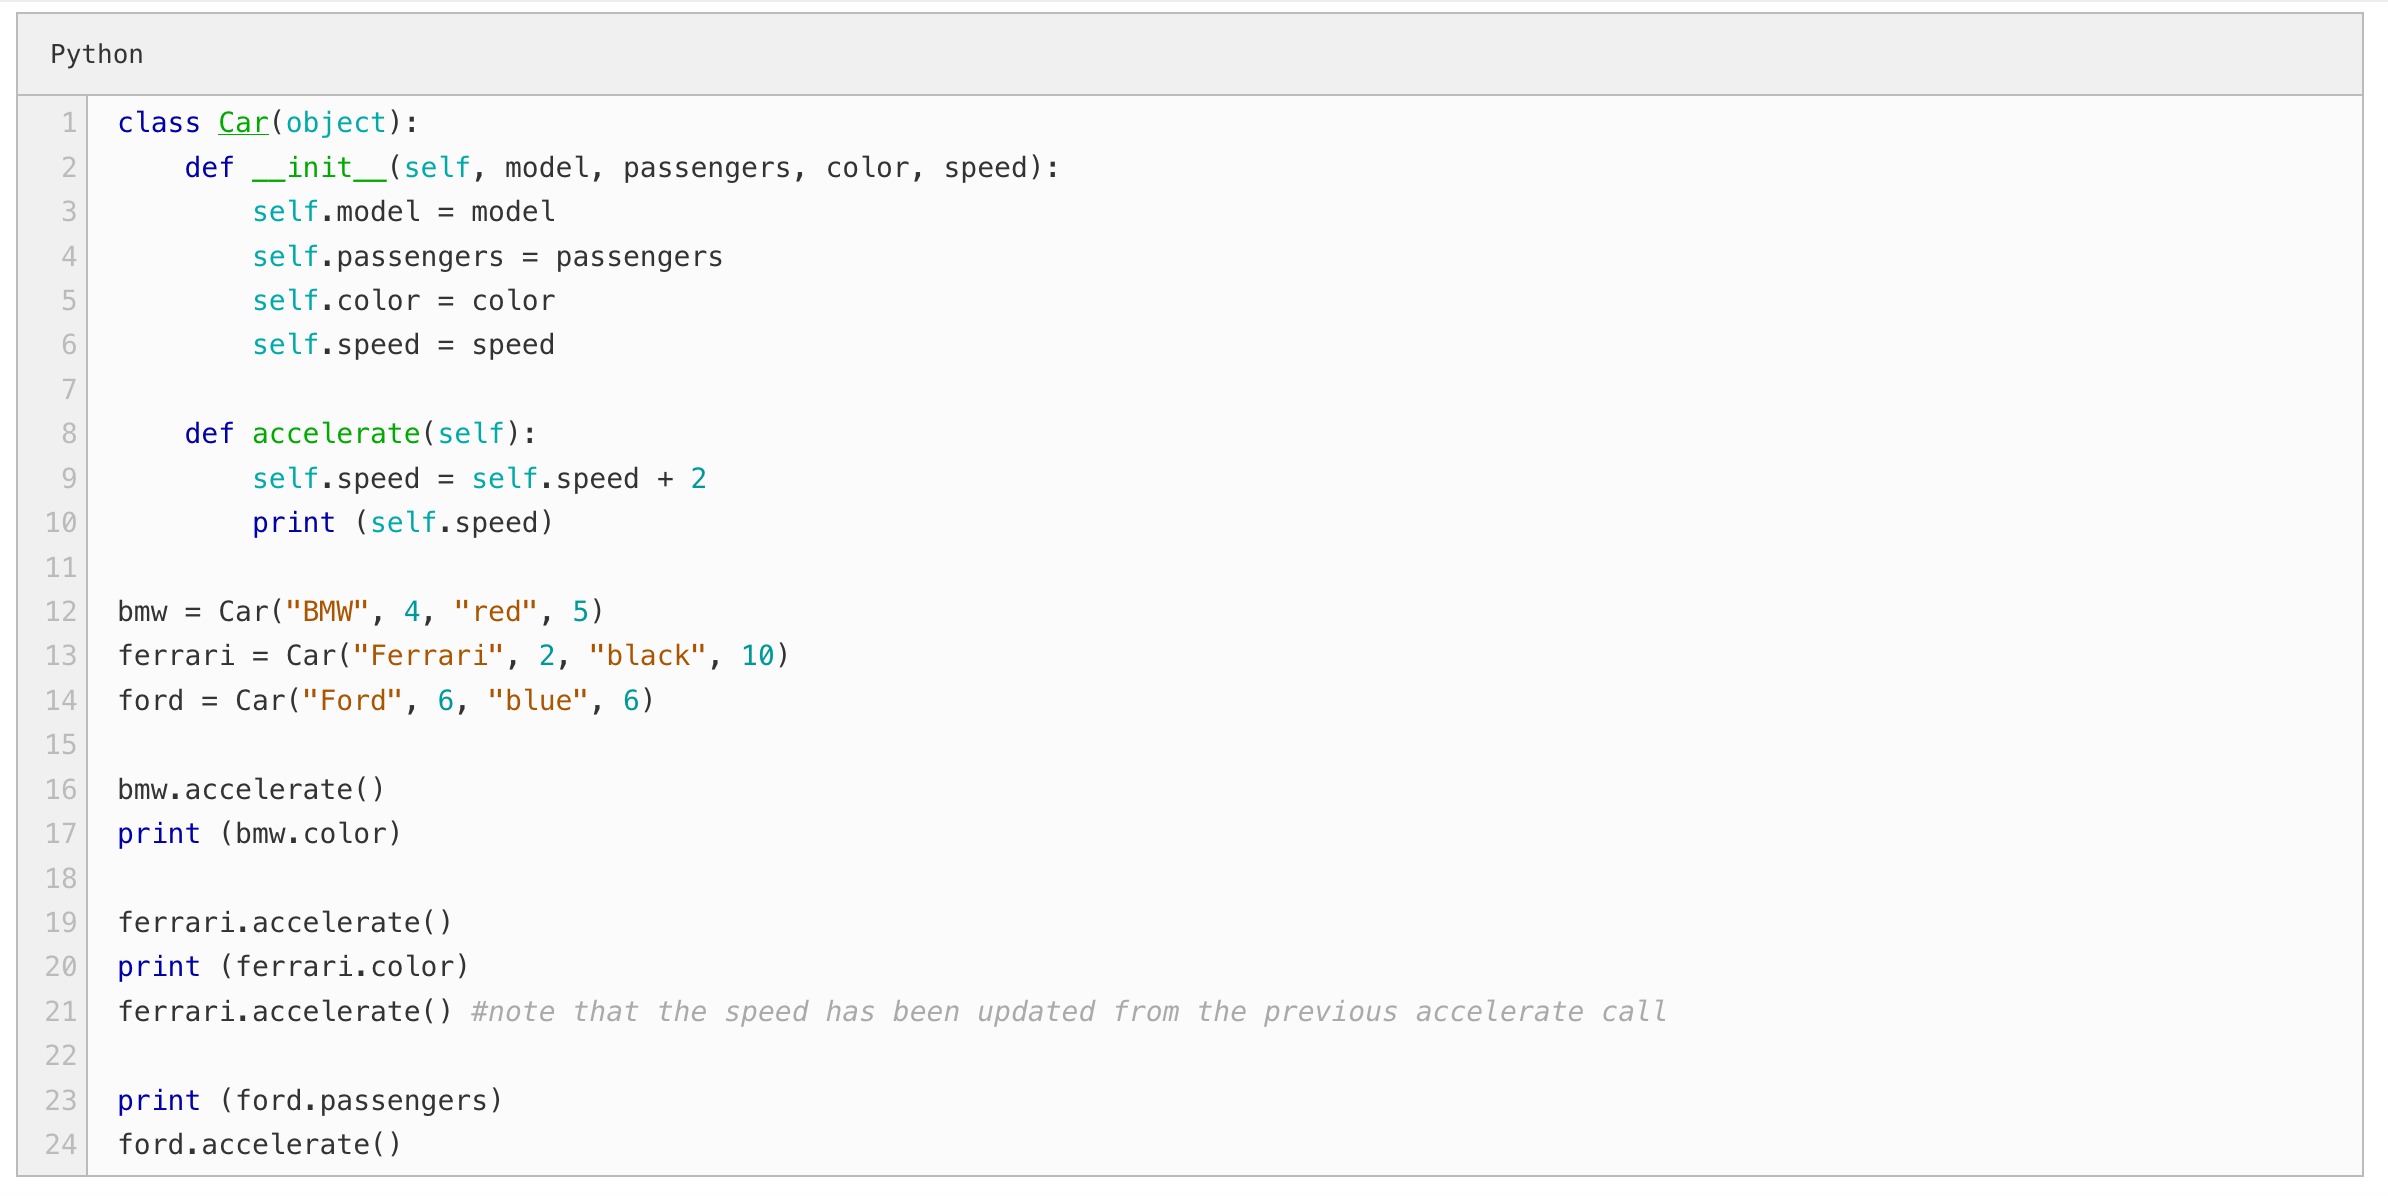 Python
1 class Car(object):
2     def __init__(self, model, passengers, color, speed):
3         self.model = model
4         self.passengers = passengers
5         self.color = color
6         self.speed = speed
7
8     def accelerate(self):
9         self.speed = self.speed + 2
10         print (self.speed)
11
12 bmw = Car("BMW", 4, "red", 5)
13 ferrari = Car("Ferrari", 2, "black", 10)
14 ford = Car("Ford", 6, "blue", 6)
15
16 bmw.accelerate()
17 print (bmw.color)
18
19 ferrari.accelerate()
20 print (ferrari.color)
21 ferrari.accelerate() #note that the speed has been updated from the previous accelerate call
22
23 print (ford.passengers)
24 ford.accelerate()